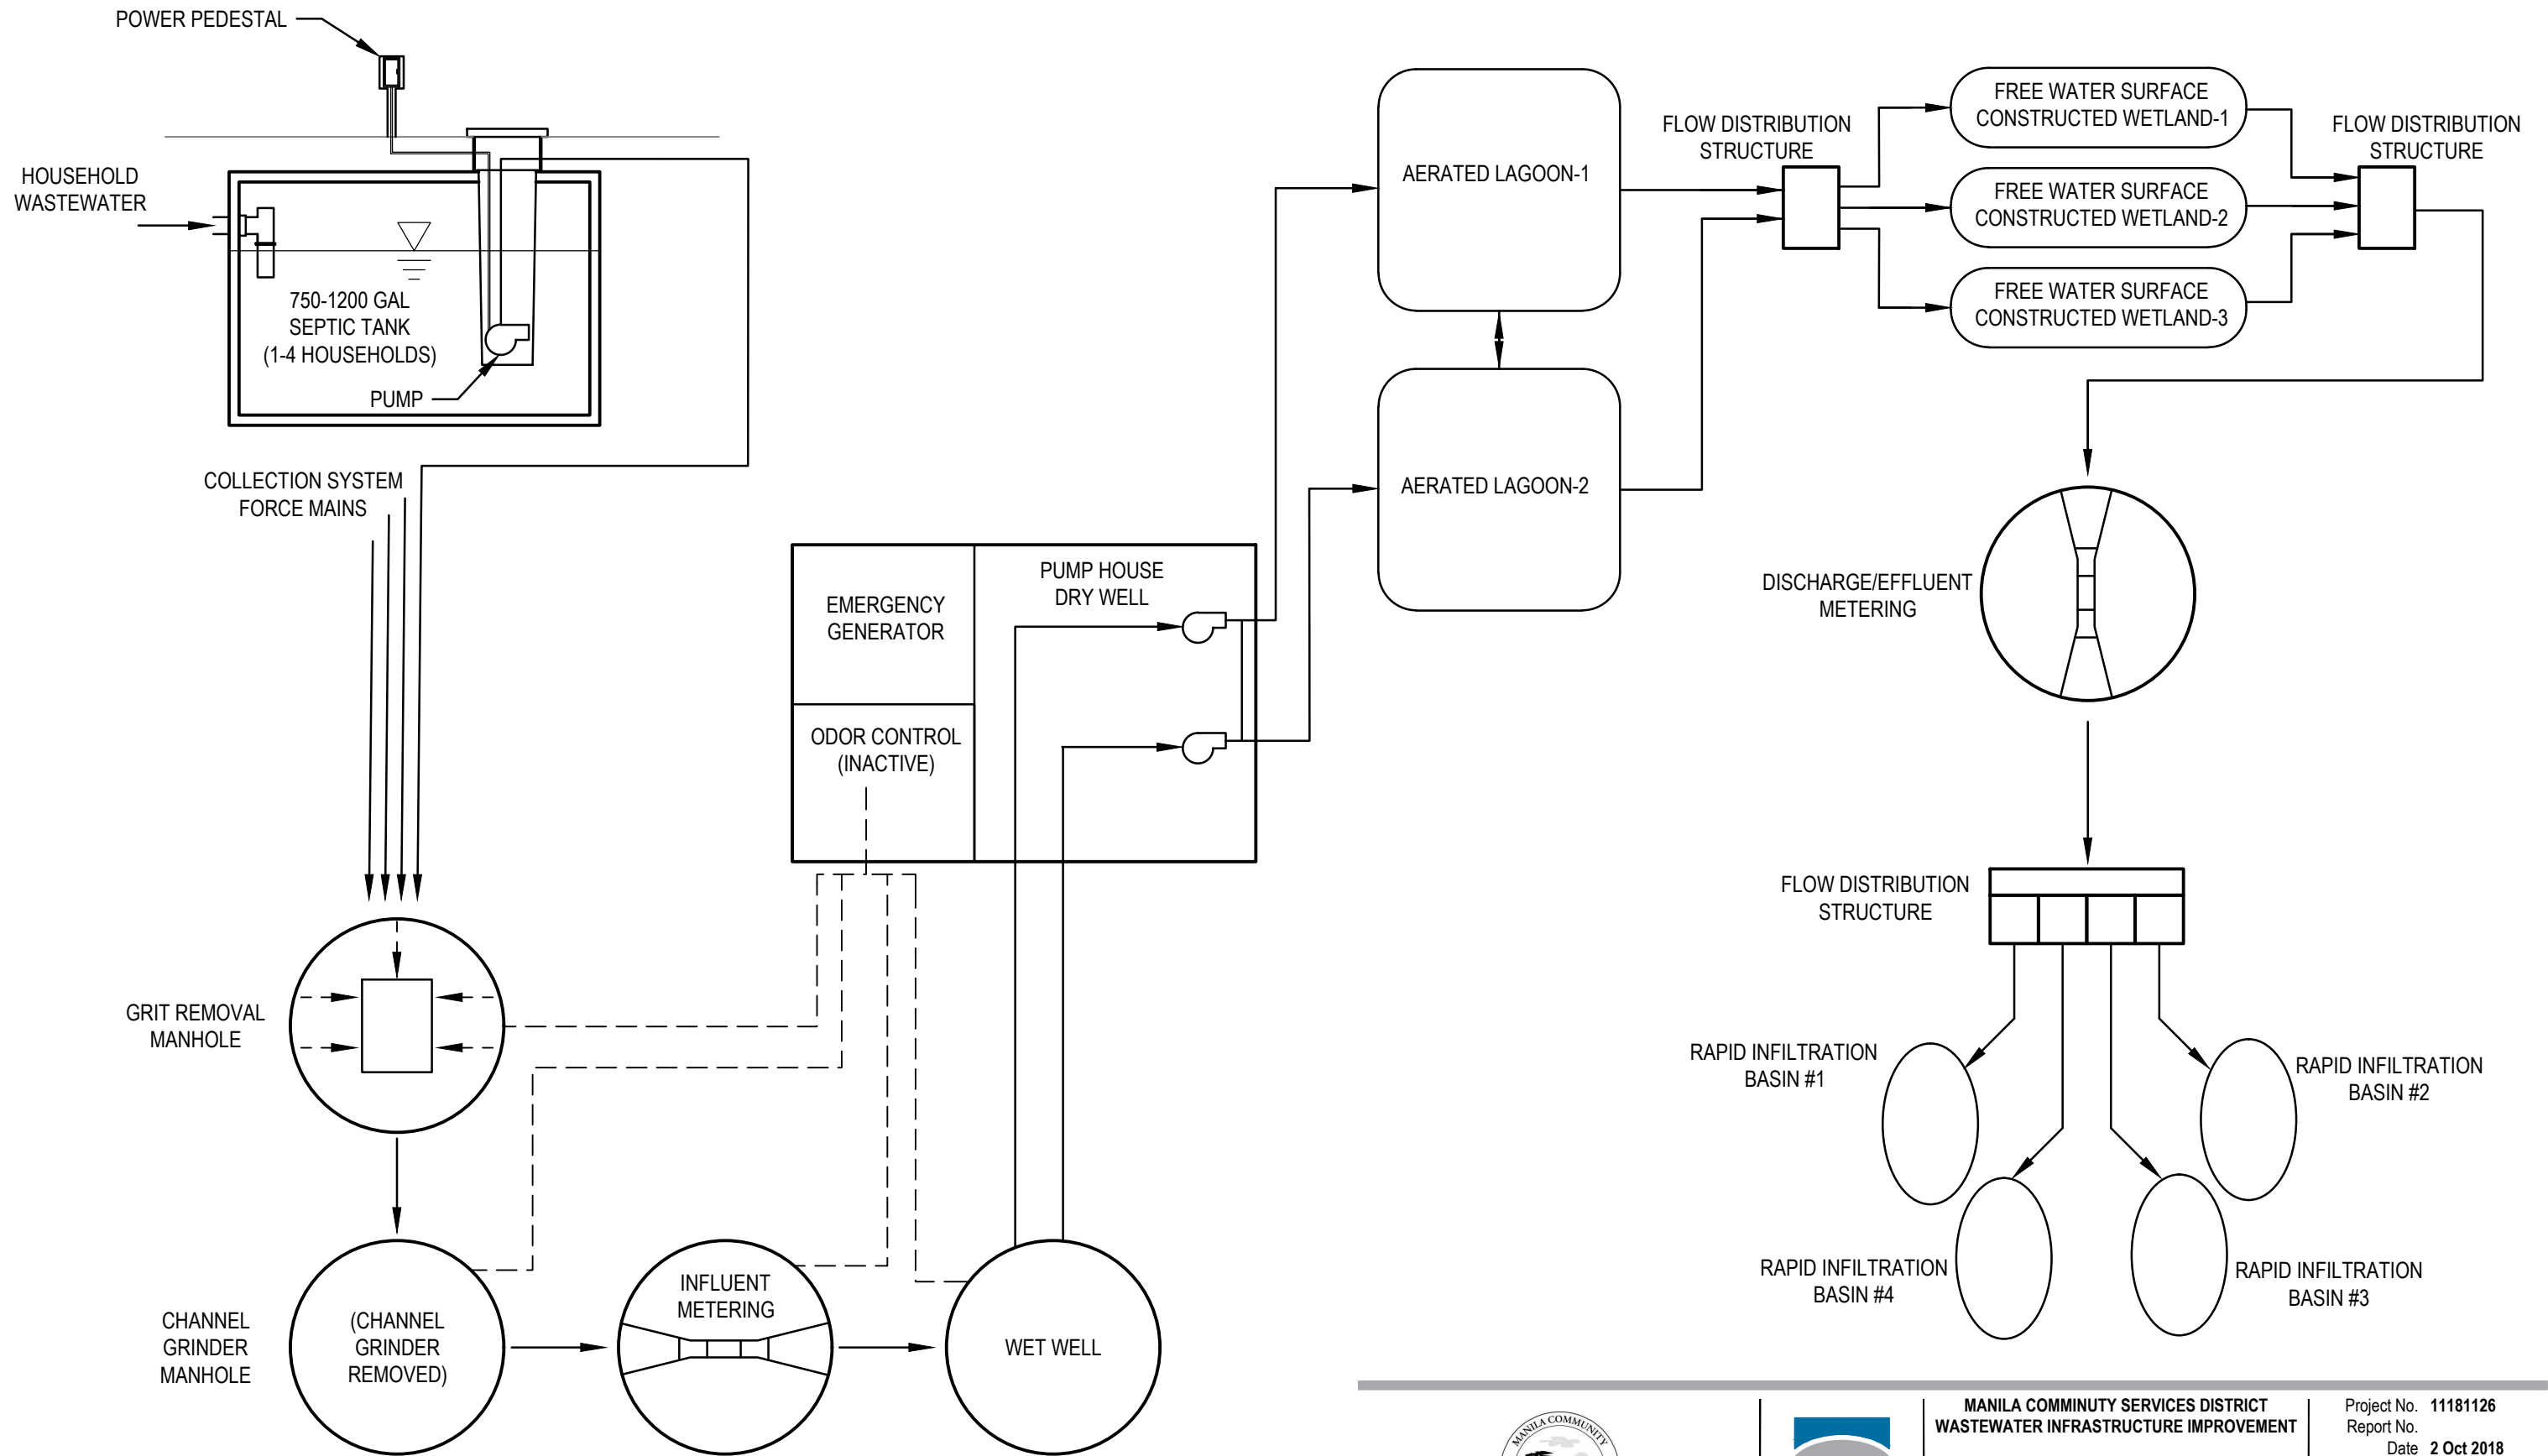 POWER PEDESTAL
HOUSEHOLD
WASTEWATER
750-1200 GAL
SEPTIC TANK
(1-4 HOUSEHOLDS)
PUMP
COLLECTION SYSTEM
FORCE MAINS
GRIT REMOVAL
MANHOLE
CHANNEL
GRINDER
MANHOLE
(CHANNEL
GRINDER
REMOVED)
INFLUENT
METERING
WET WELL
EMERGENCY
GENERATOR
ODOR CONTROL
(INACTIVE)
PUMP HOUSE
DRY WELL
AERATED LAGOON-1
AERATED LAGOON-2
FLOW DISTRIBUTION
STRUCTURE
FREE WATER SURFACE
CONSTRUCTED WETLAND-1
FREE WATER SURFACE
CONSTRUCTED WETLAND-2
FREE WATER SURFACE
CONSTRUCTED WETLAND-3
FLOW DISTRIBUTION
STRUCTURE
DISCHARGE/EFFLUENT
METERING
FLOW DISTRIBUTION
STRUCTURE
RAPID INFILTRATION
BASIN #1
RAPID INFILTRATION
BASIN #2
RAPID INFILTRATION
BASIN #4
RAPID INFILTRATION
BASIN #3
MANILA COMMUNITY
MANILA COMMINUTY SERVICES DISTRICT
WASTEWATER INFRASTRUCTURE IMPROVEMENT
Project No. 11181126
Report No.
Date 2 Oct 2018